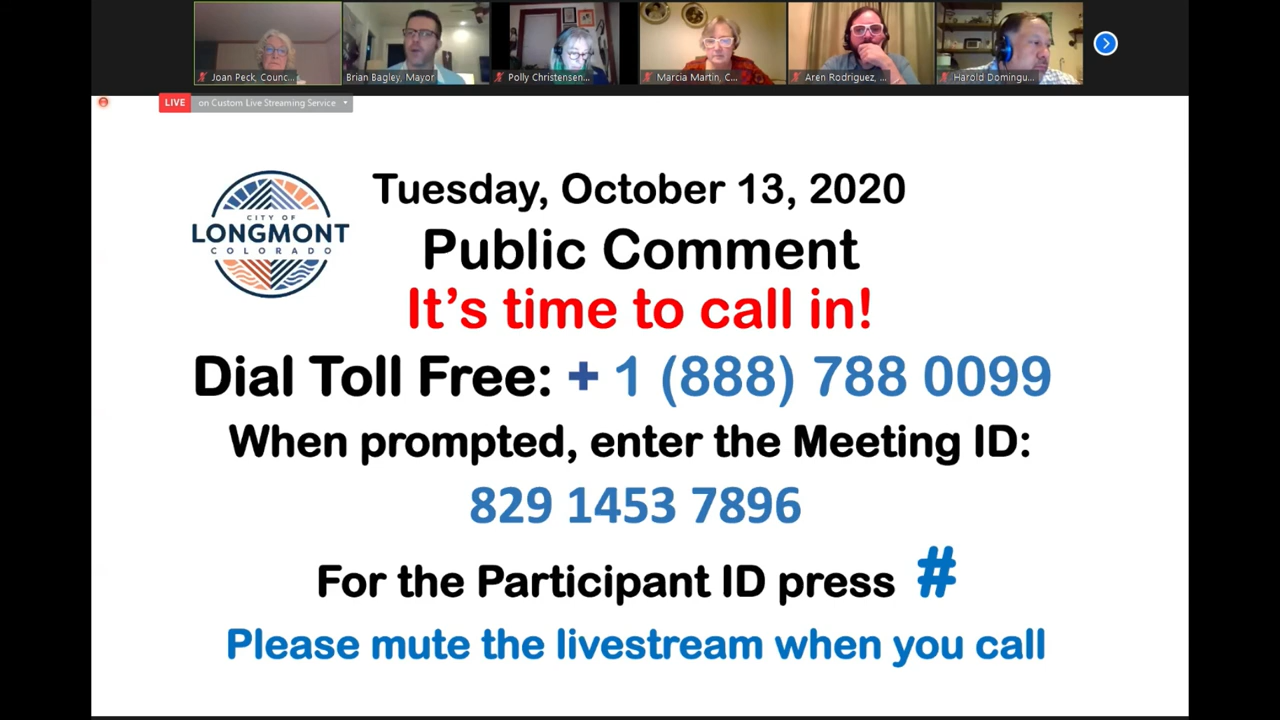 Joan Peck, Counc...
Brian Bagley, Mayor
Polly Christensen...
Marcia Martin, C...
Aren Rodriguez, ...
Harold Domingu...
LIVE
on Custom Live Streaming Service
CITY OF
LONGMONT
COLORADO
Tuesday, October 13, 2020
Public Comment
It's time to call in!
Dial Toll Free: + 1 (888) 788 0099
When prompted, enter the Meeting ID:
829 1453 7896
For the Participant ID press #
Please mute the livestream when you call